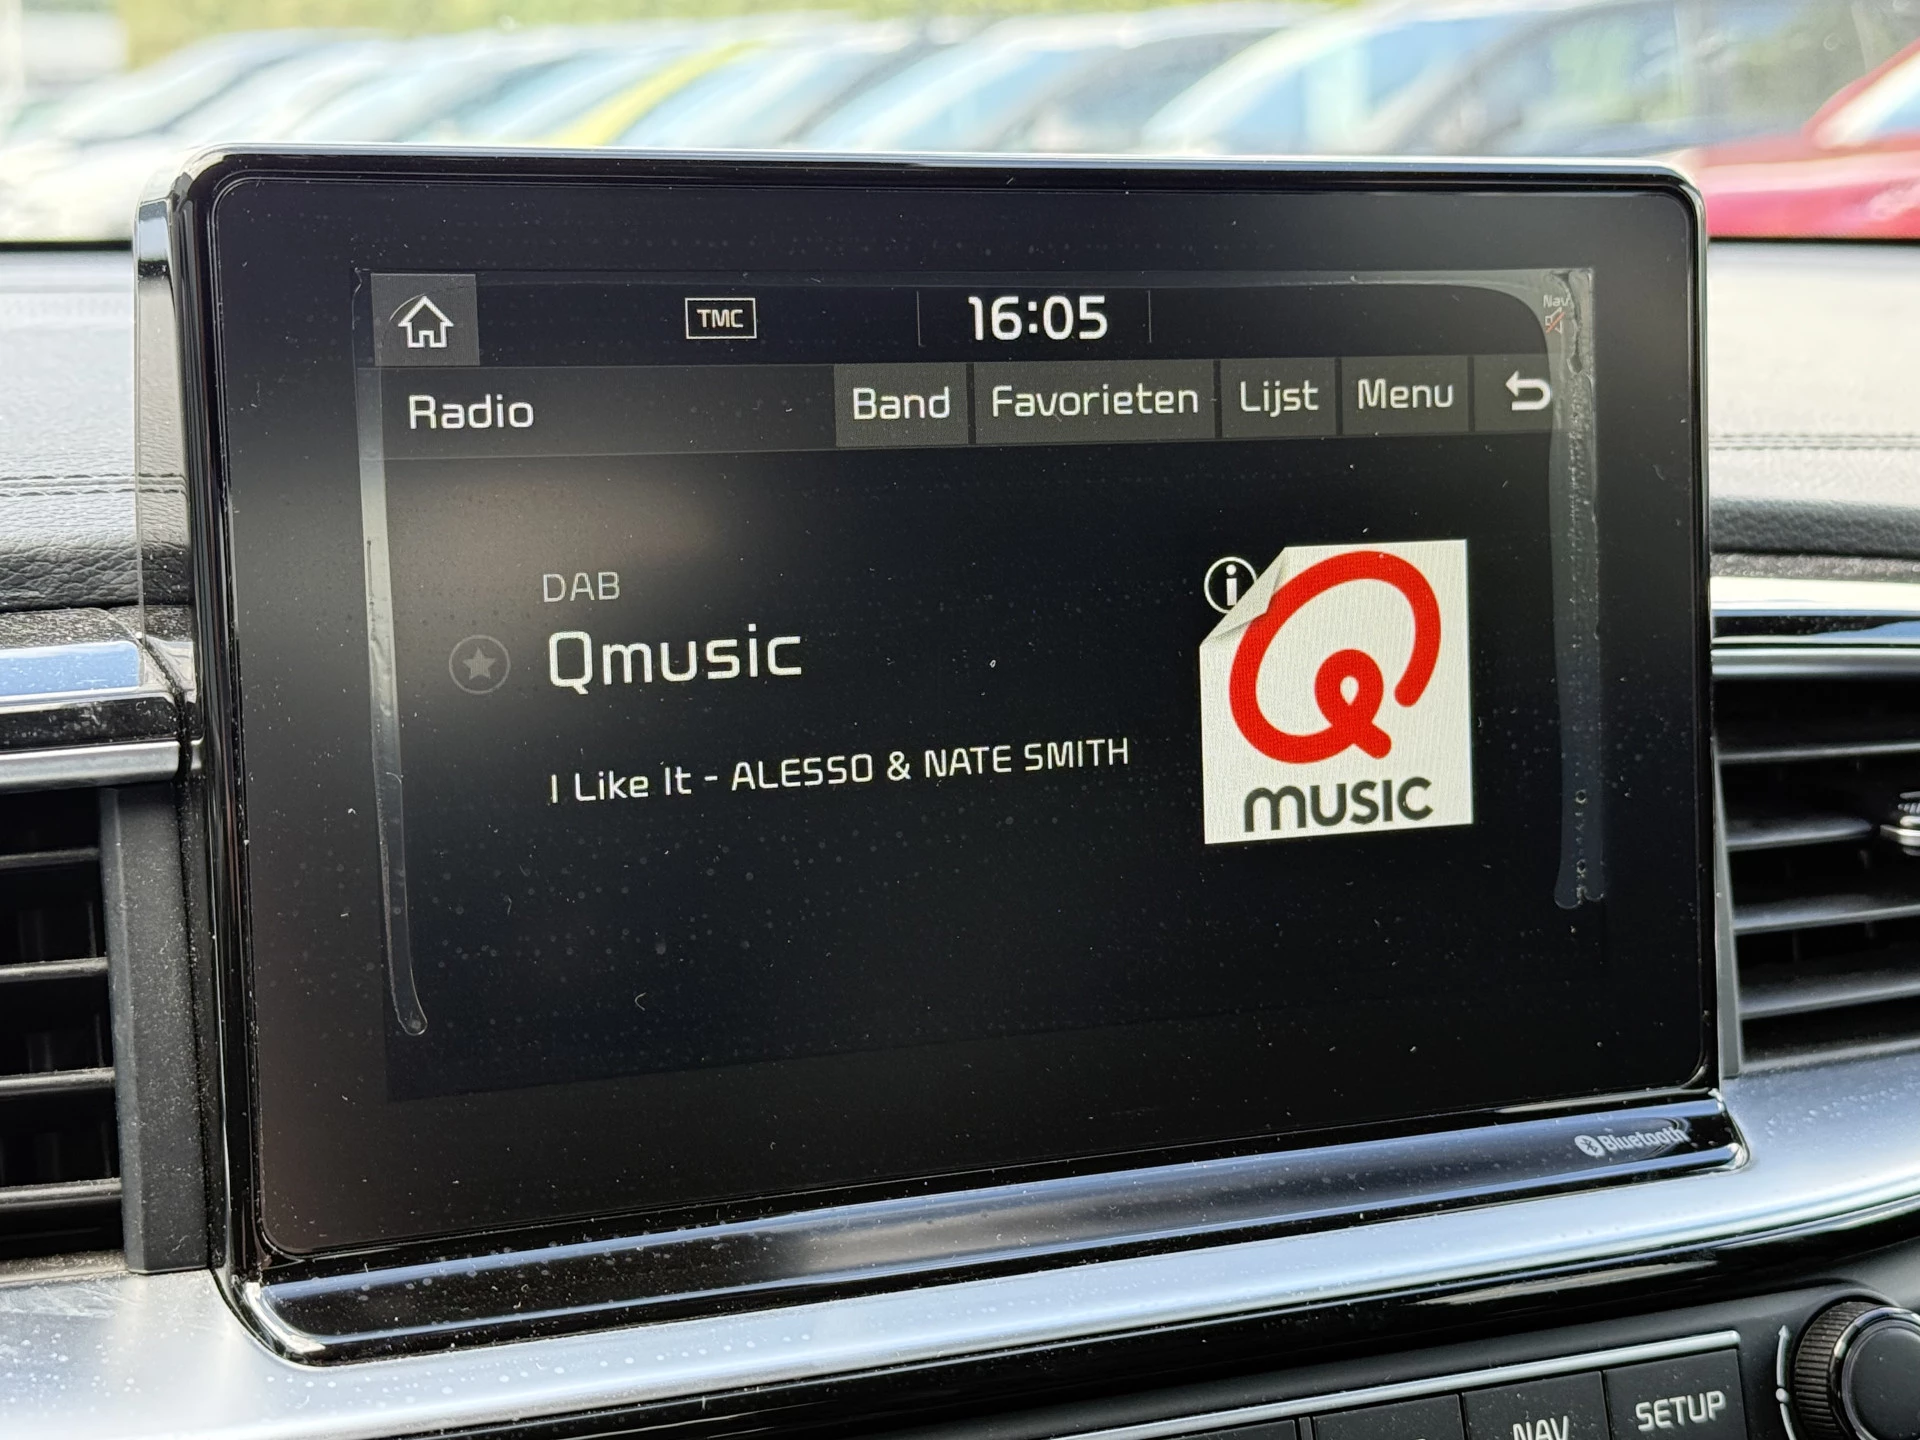 TMC 16:05 Nav
Radio Band Favorieten Lijst Menu
DAB
Qmusic
I Like It - ALESSO & NATE SMITH
i
Q
MUSIC
Bluetooth
NAV SETUP